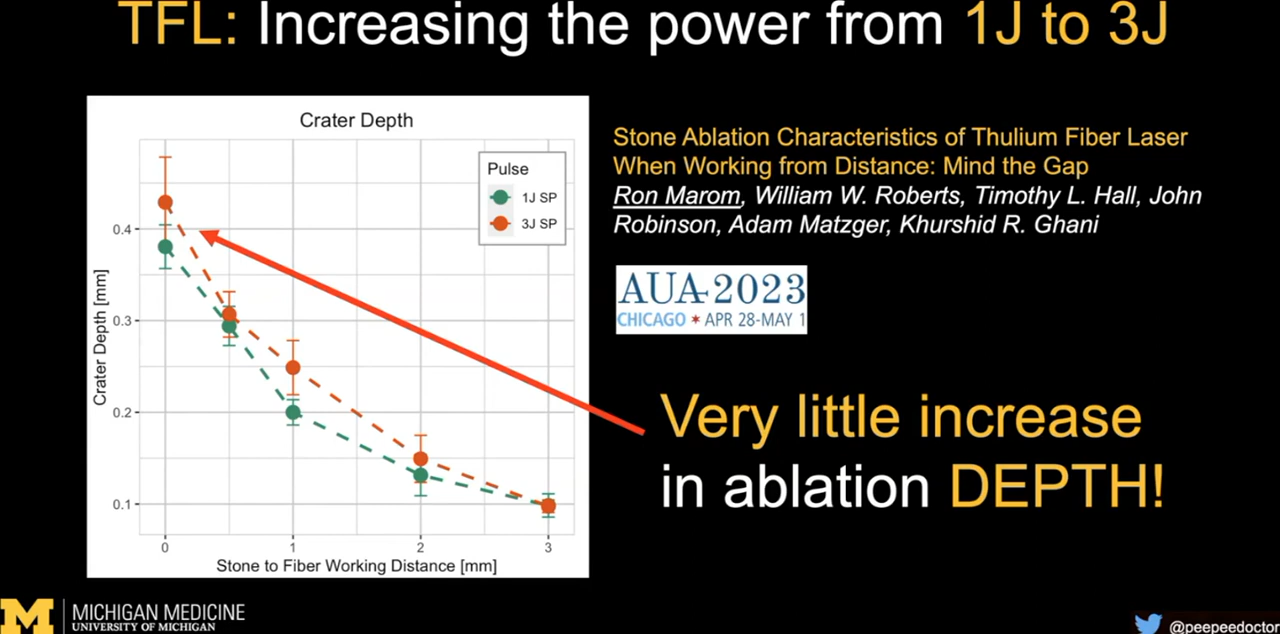 TFL: Increasing the power from 1J to 3J
Crater Depth
Pulse
1J SP
3J SP
0.4
0.3
0.2
0.1
Crater Depth [mm]
0
1
2
3
Stone to Fiber Working Distance [mm]
Stone Ablation Characteristics of Thulium Fiber Laser
When Working from Distance: Mind the Gap
Ron Marom, William W. Roberts, Timothy L. Hall, John
Robinson, Adam Matzger, Khurshid R. Ghani
AUA 2023
CHICAGO ✶ APR 28-MAY 1
Very little increase
in ablation DEPTH!
M
MICHIGAN MEDICINE
UNIVERSITY OF MICHIGAN
@peepeedoctor